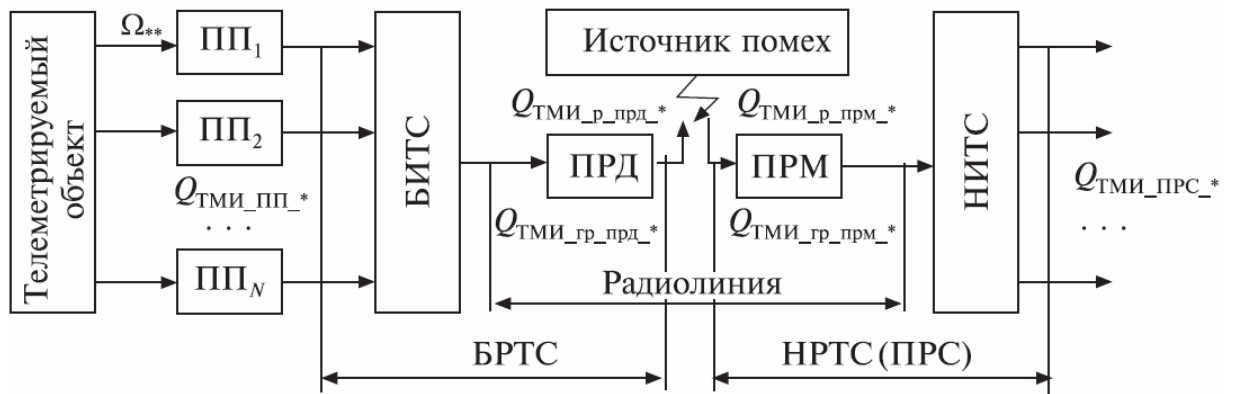 Телеметрируемый
объект
Ω**
ПП1
ПП2
QТМИ_ПП_*
. . .
ППN
БИТС
Источник помех
QТМИ_р_прд_*
QТМИ_р_прм_*
ПРД
ПРМ
QТМИ_гр_прд_*
QТМИ_гр_прм_*
Радиолиния
НИТС
QТМИ_ПРС_*
. . .
БРТС
НРТС (ПРС)